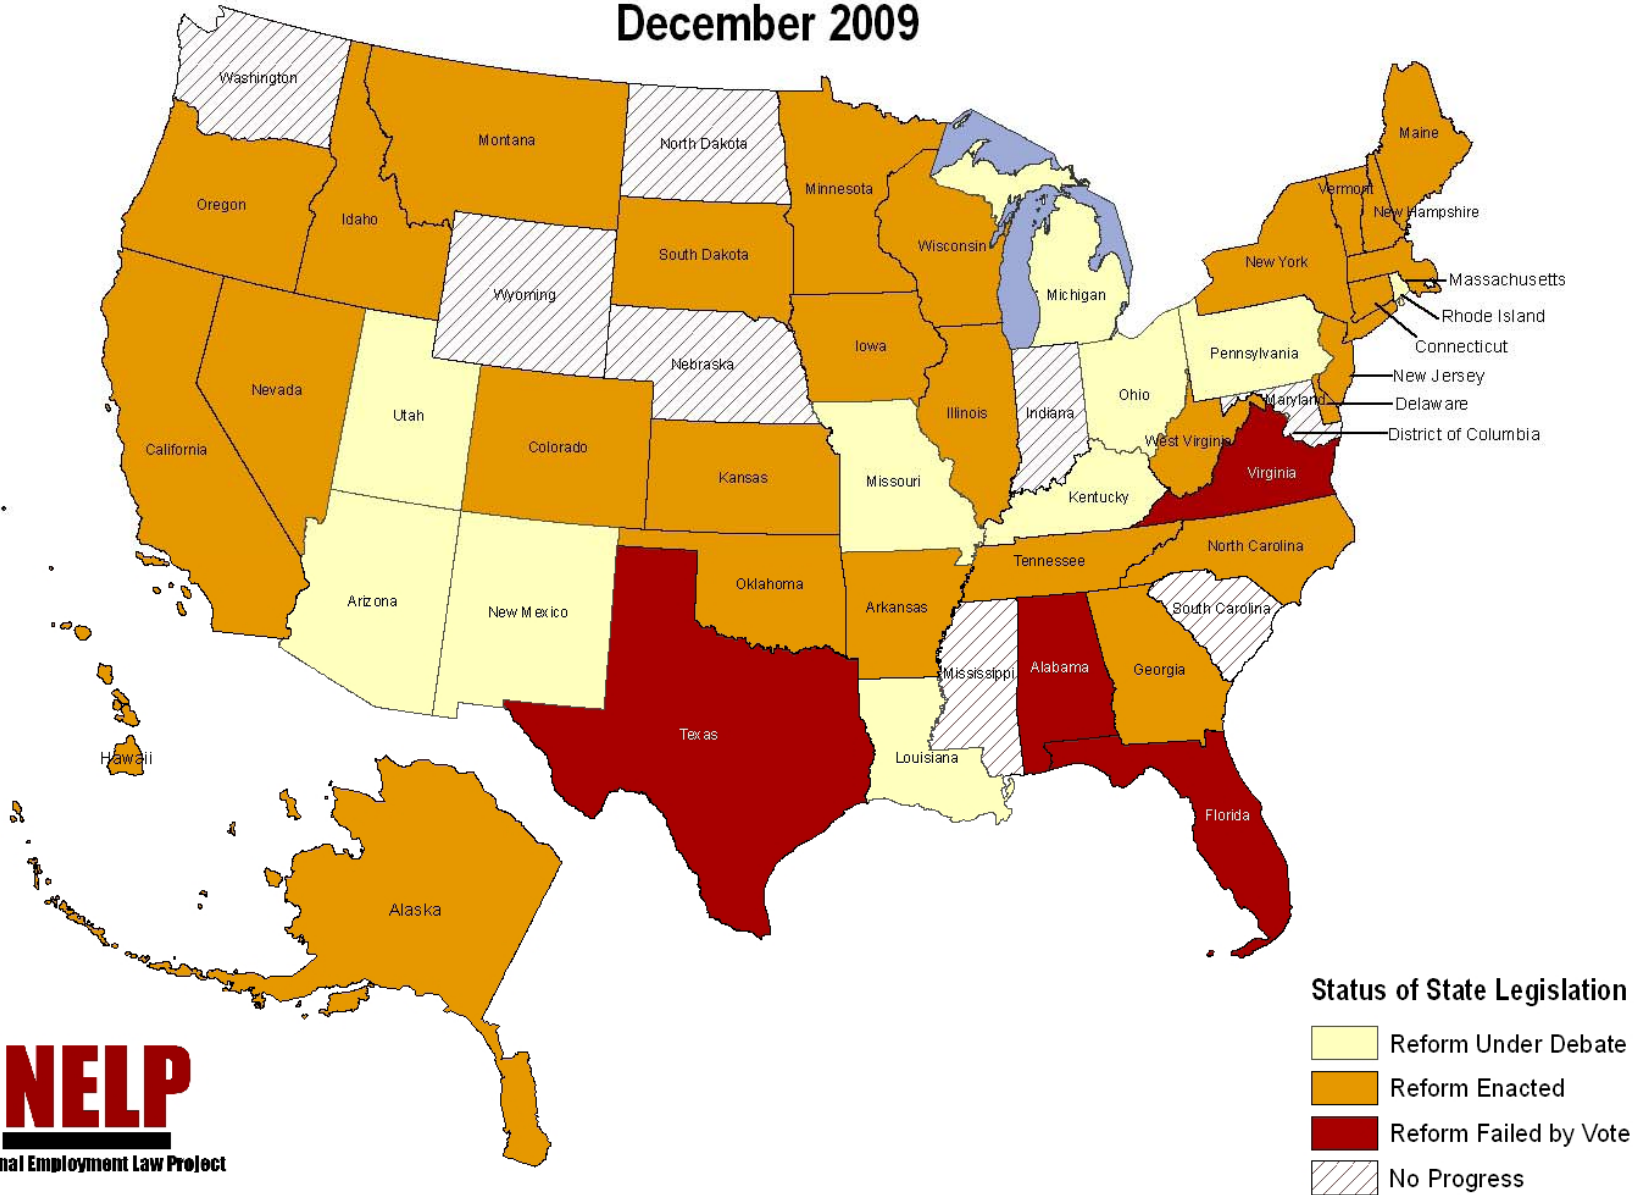 December 2009
Washington
Montana
North Dakota
Minnesota
Maine
Oregon
Idaho
Vermont
New Hampshire
South Dakota
Wisconsin
New York
Wyoming
Michigan
Massachusetts
Rhode Island
Connecticut
Nebraska
Iowa
Pennsylvania
New Jersey
Nevada
Utah
Ohio
Maryland
Delaware
Illinois
Indiana
District of Columbia
California
Colorado
West Virginia
Kansas
Missouri
Kentucky
Virginia
North Carolina
Tennessee
Oklahoma
Arizona
New Mexico
Arkansas
South Carolina
Mississippi
Alabama
Georgia
Texas
Louisiana
Hawaii
Florida
Alaska
Status of State Legislation
Reform Under Debate
Reform Enacted
Reform Failed by Vote
No Progress
NELP
nal Employment Law Project